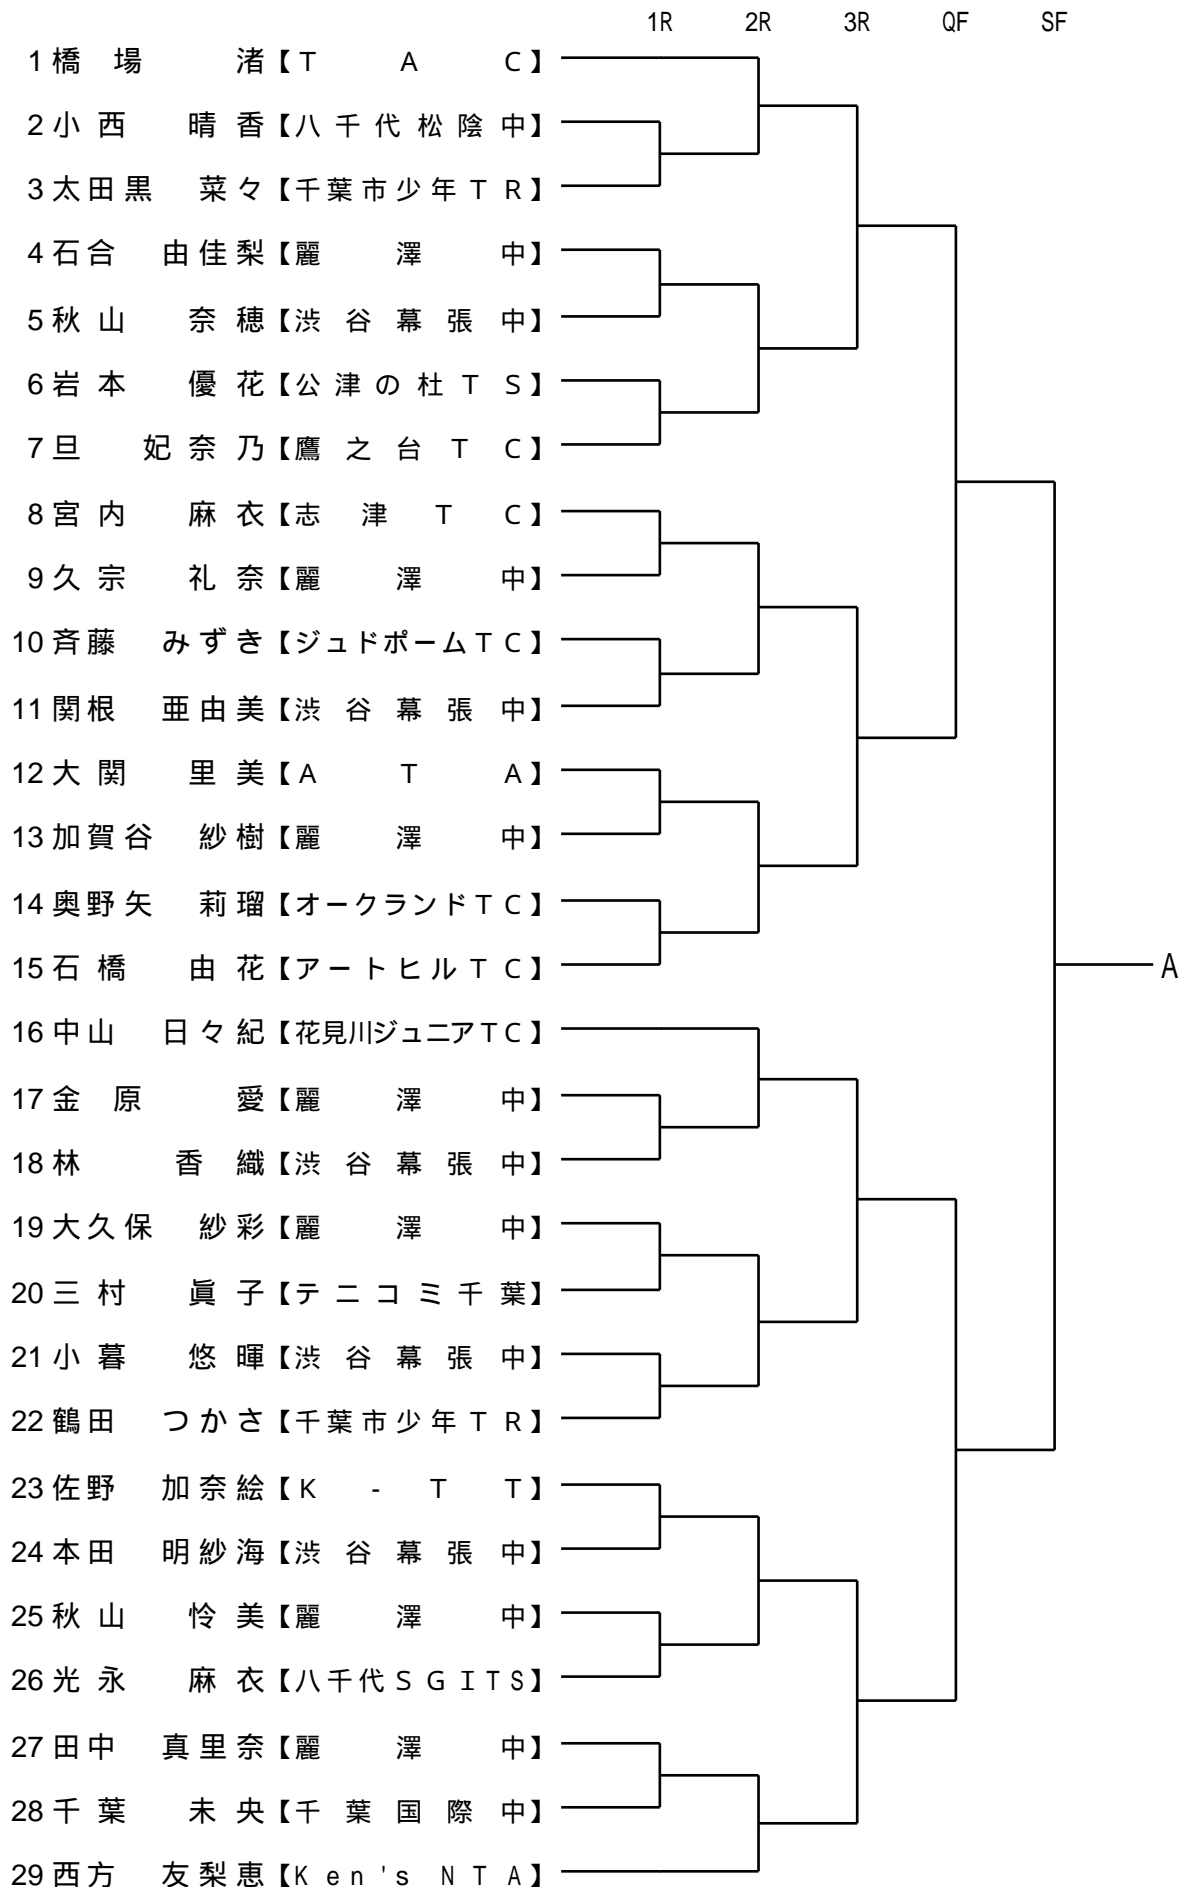 1R 2R 3R QF SF
1 橋場 渚【TAC】
2 小西 晴香【八千代松陰中】
3 太田黒 菜々【千葉市少年TR】
4 石合 由佳梨【麗澤中】
5 秋山 奈穂【渋谷幕張中】
6 岩本 優花【公津の杜TS】
7 旦 妃奈乃【鷹之台TC】
8 宮内 麻衣【志津TC】
9 久宗 礼奈【麗澤中】
10 斉藤 みずき【ジュドポームTC】
11 関根 亜由美【渋谷幕張中】
12 大関 里美【ATA】
13 加賀谷 紗樹【麗澤中】
14 奥野矢 莉瑠【オークランドTC】
15 石橋 由花【アートヒルTC】
A
16 中山 日々紀【花見川ジュニアTC】
17 金原 愛【麗澤中】
18 林 香織【渋谷幕張中】
19 大久保 紗彩【麗澤中】
20 三村 眞子【テニコミ千葉】
21 小暮 悠暉【渋谷幕張中】
22 鶴田 つかさ【千葉市少年TR】
23 佐野 加奈絵【K-TT】
24 本田 明紗海【渋谷幕張中】
25 秋山 怜美【麗澤中】
26 光永 麻衣【八千代SGITS】
27 田中 真里奈【麗澤中】
28 千葉 未央【千葉国際中】
29 西方 友梨恵【Ken's NTA】